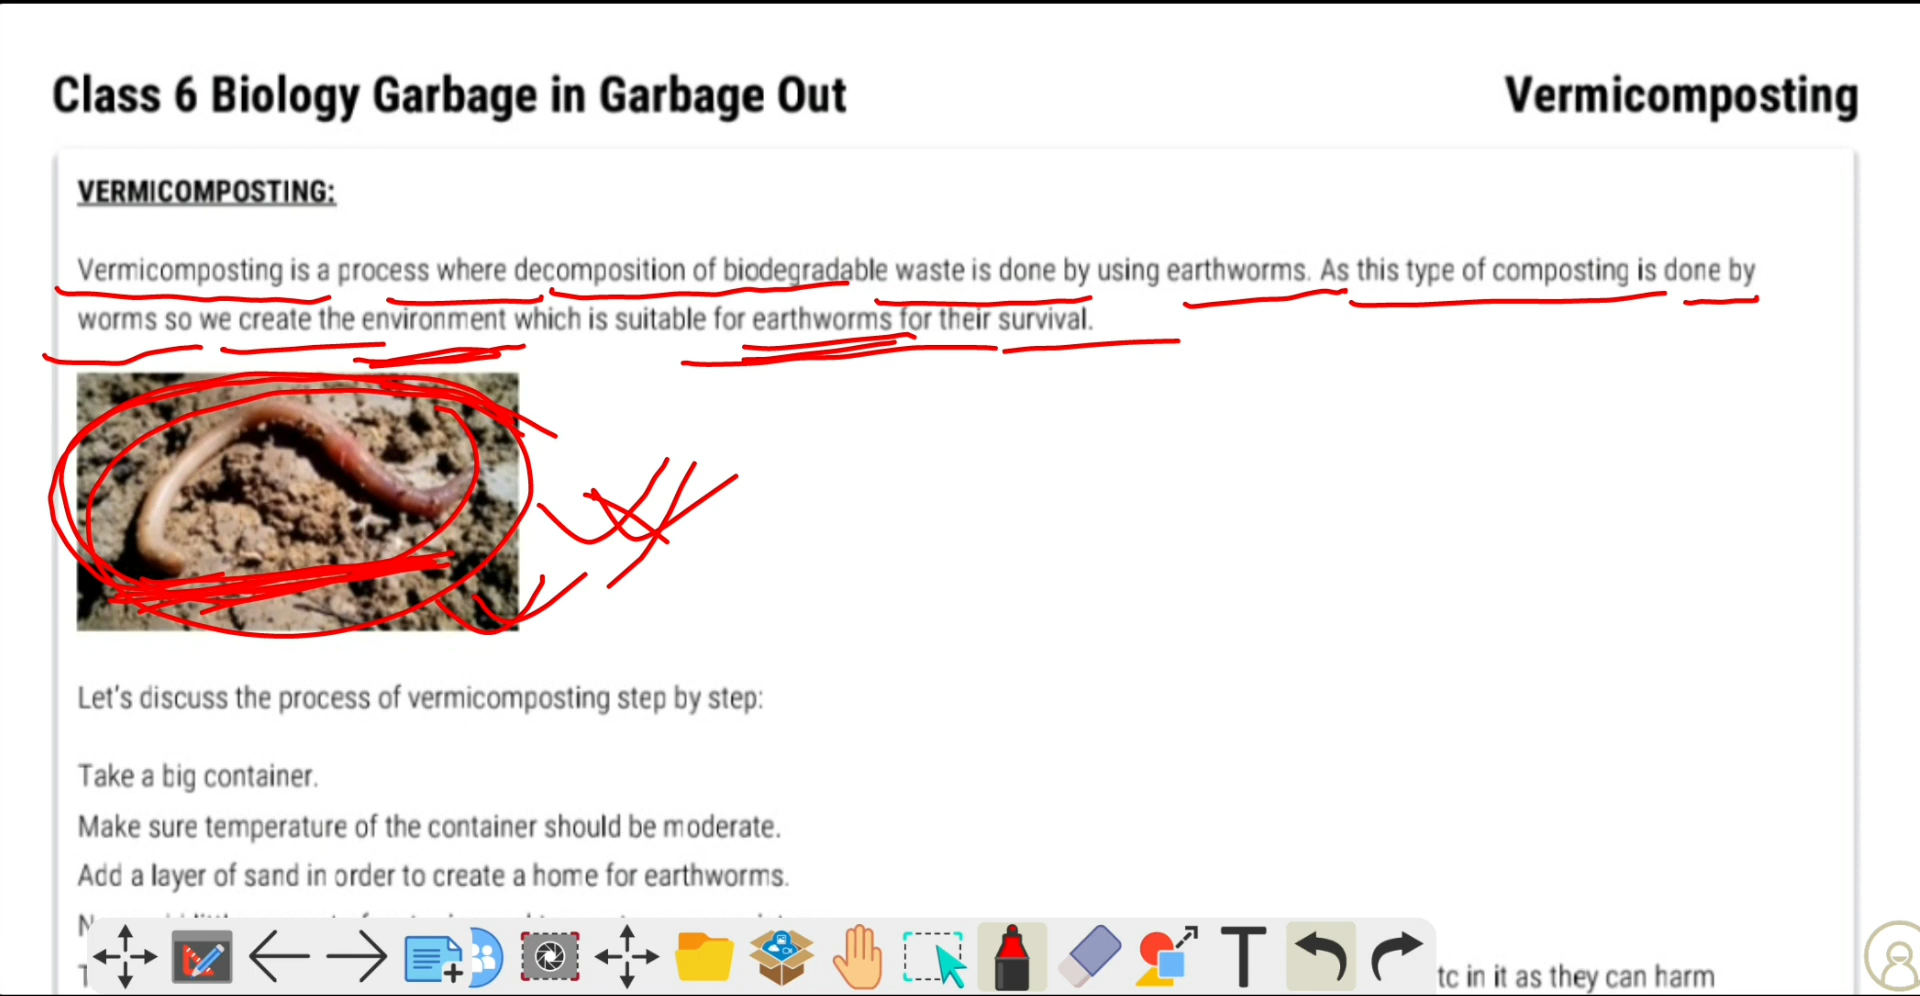 Class 6 Biology Garbage in Garbage Out
Vermicomposting
VERMICOMPOSTING:
Vermicomposting is a process where decomposition of biodegradable waste is done by using earthworms. As this type of composting is done by
worms so we create the environment which is suitable for earthworms for their survival.
Let's discuss the process of vermicomposting step by step:
Take a big container.
Make sure temperature of the container should be moderate.
Add a layer of sand in order to create a home for earthworms.
tc in it as they can harm